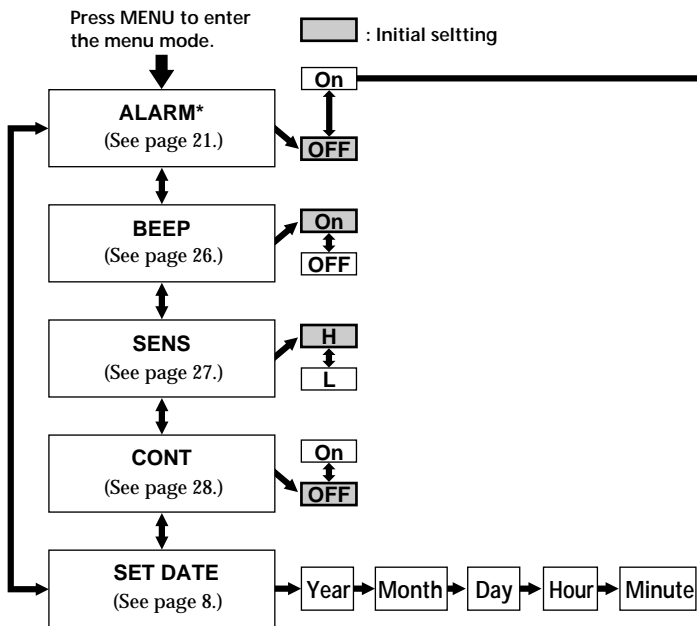 Press MENU to enter
the menu mode.
: Initial seltting
On
ALARM*
(See page 21.)
OFF
BEEP
(See page 26.)
On
OFF
SENS
(See page 27.)
H
L
CONT
(See page 28.)
On
OFF
SET DATE
(See page 8.)
Year
Month
Day
Hour
Minute